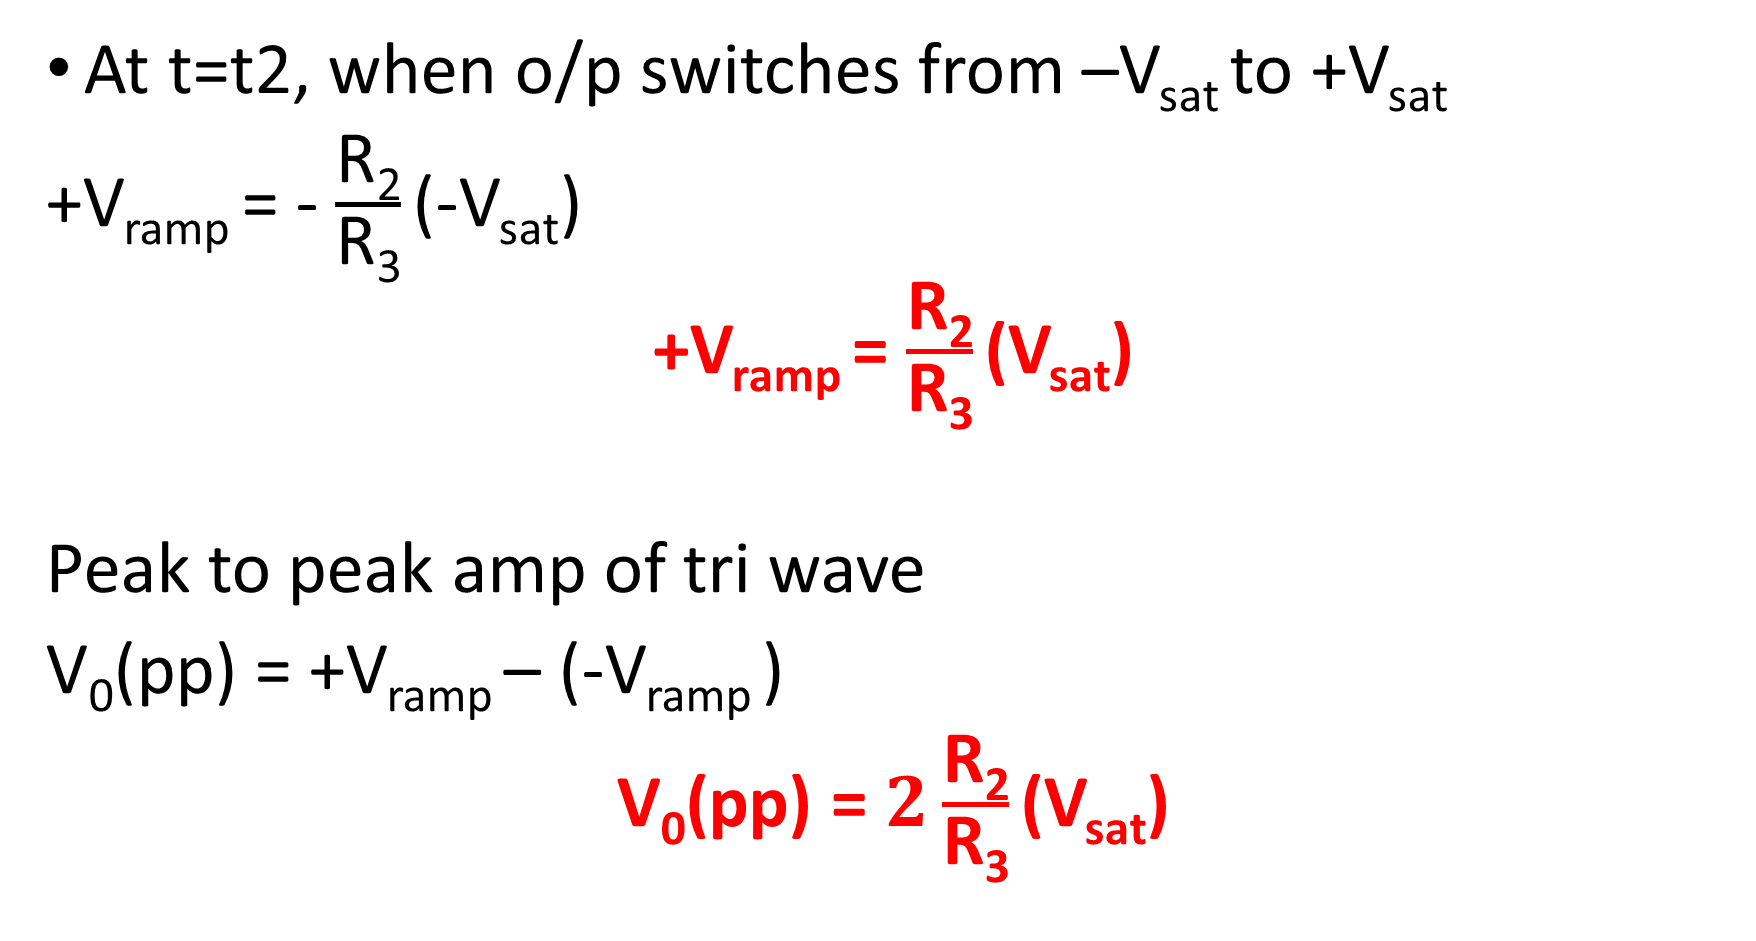 • At t=t2, when o/p switches from –Vsat to +Vsat
+Vramp = - R2/R3 (-Vsat)
+Vramp = R2/R3 (Vsat)
Peak to peak amp of tri wave
V0(pp) = +Vramp – (-Vramp )
V0(pp) = 2 R2/R3 (Vsat)